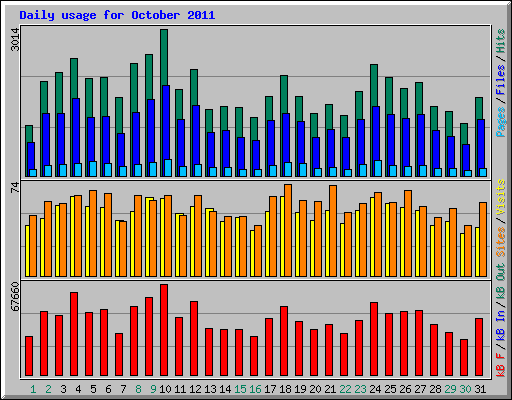 Daily usage for October 2011
3014
Pages / Files / Hits
74
Sites / Visits
67660
kB F / kB In / kB Out
1 2 3 4 5 6 7 8 9 10 11 12 13 14 15 16 17 18 19 20 21 22 23 24 25 26 27 28 29 30 31